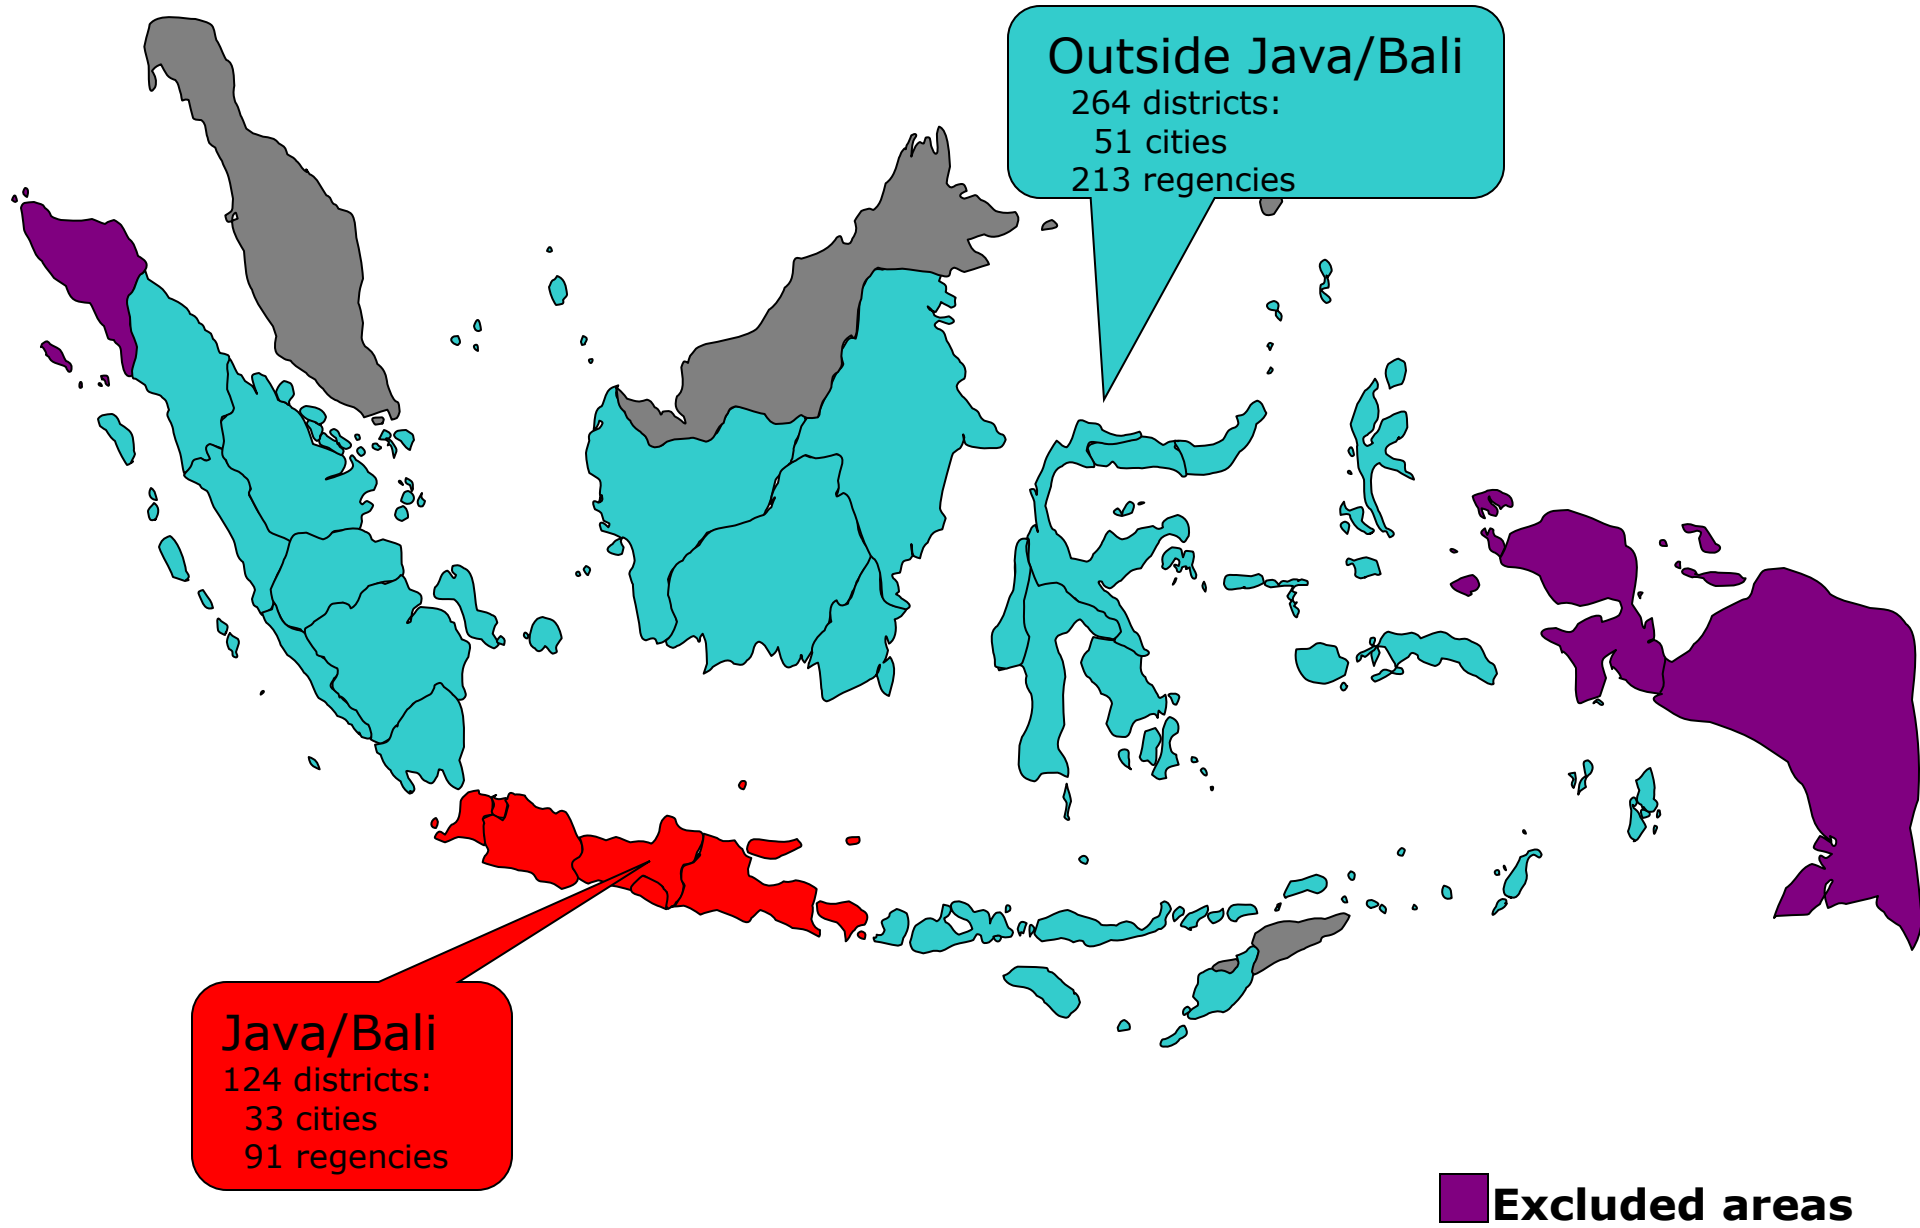 Outside Java/Bali
264 districts:
51 cities
213 regencies
Java/Bali
124 districts:
33 cities
91 regencies
Excluded areas